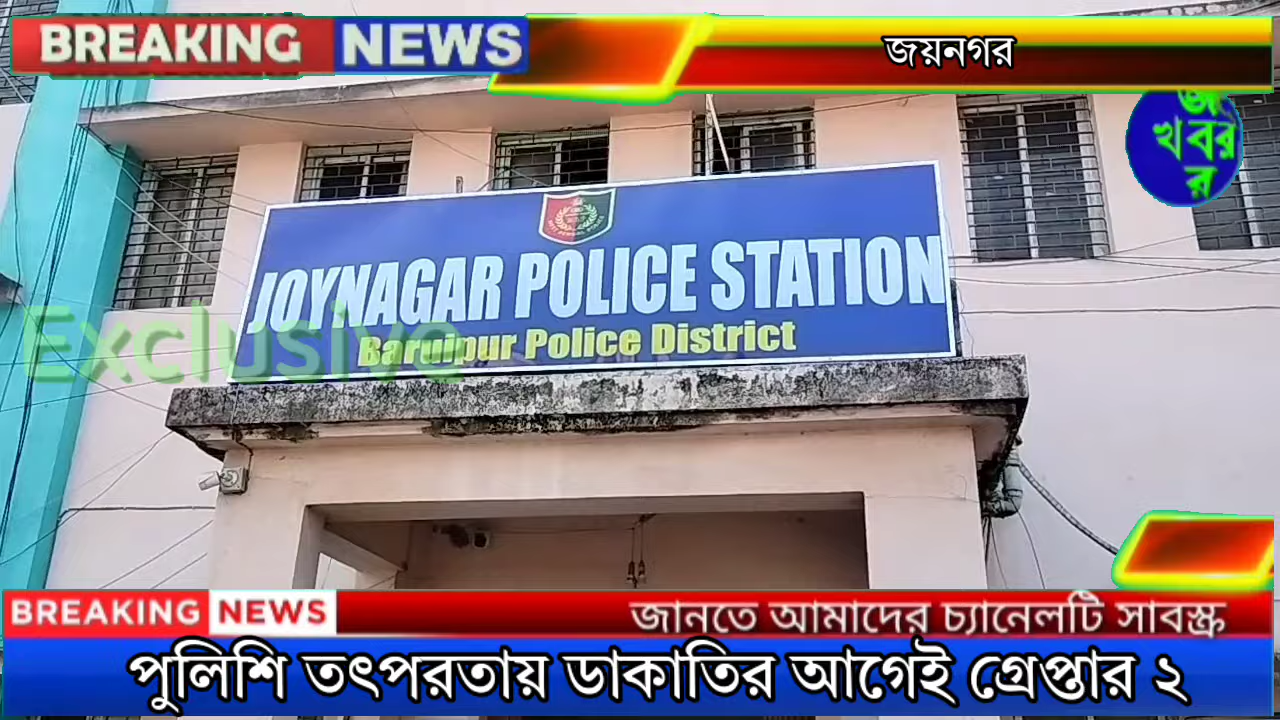 BREAKING NEWS
জয়নগর
খবর
র
JOYNAGAR POLICE STATION
Baruipur Police District
Exclusive
BREAKING NEWS
জানতে আমাদের চ্যানেলটি সাবস্ক্র
পুলিশি তৎপরতায় ডাকাতির আগেই গ্রেপ্তার ২